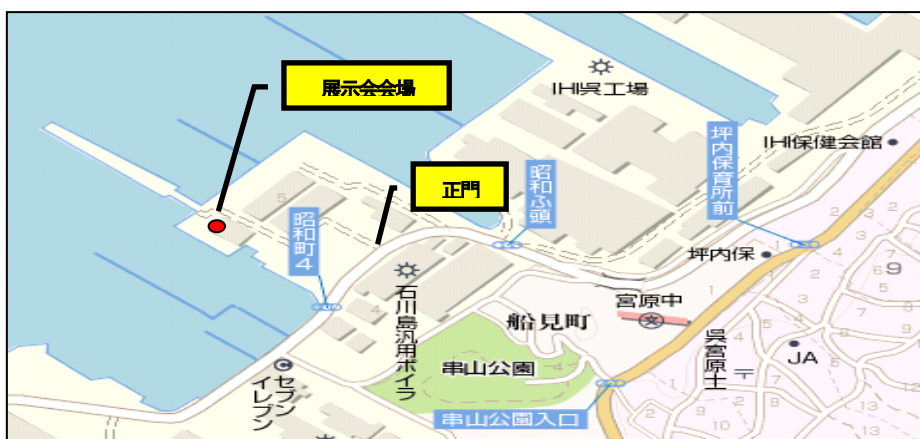 展示会会場
IHI呉工場
坪内保育所前
IHI保健会館
正門
昭和ふ頭
昭和町4
5
坪内保
9
石川島汎用ボイラ
4
船見町
宮原中
呉宮原士
JA
串山公園
セブン
イレブン
串山公園入口